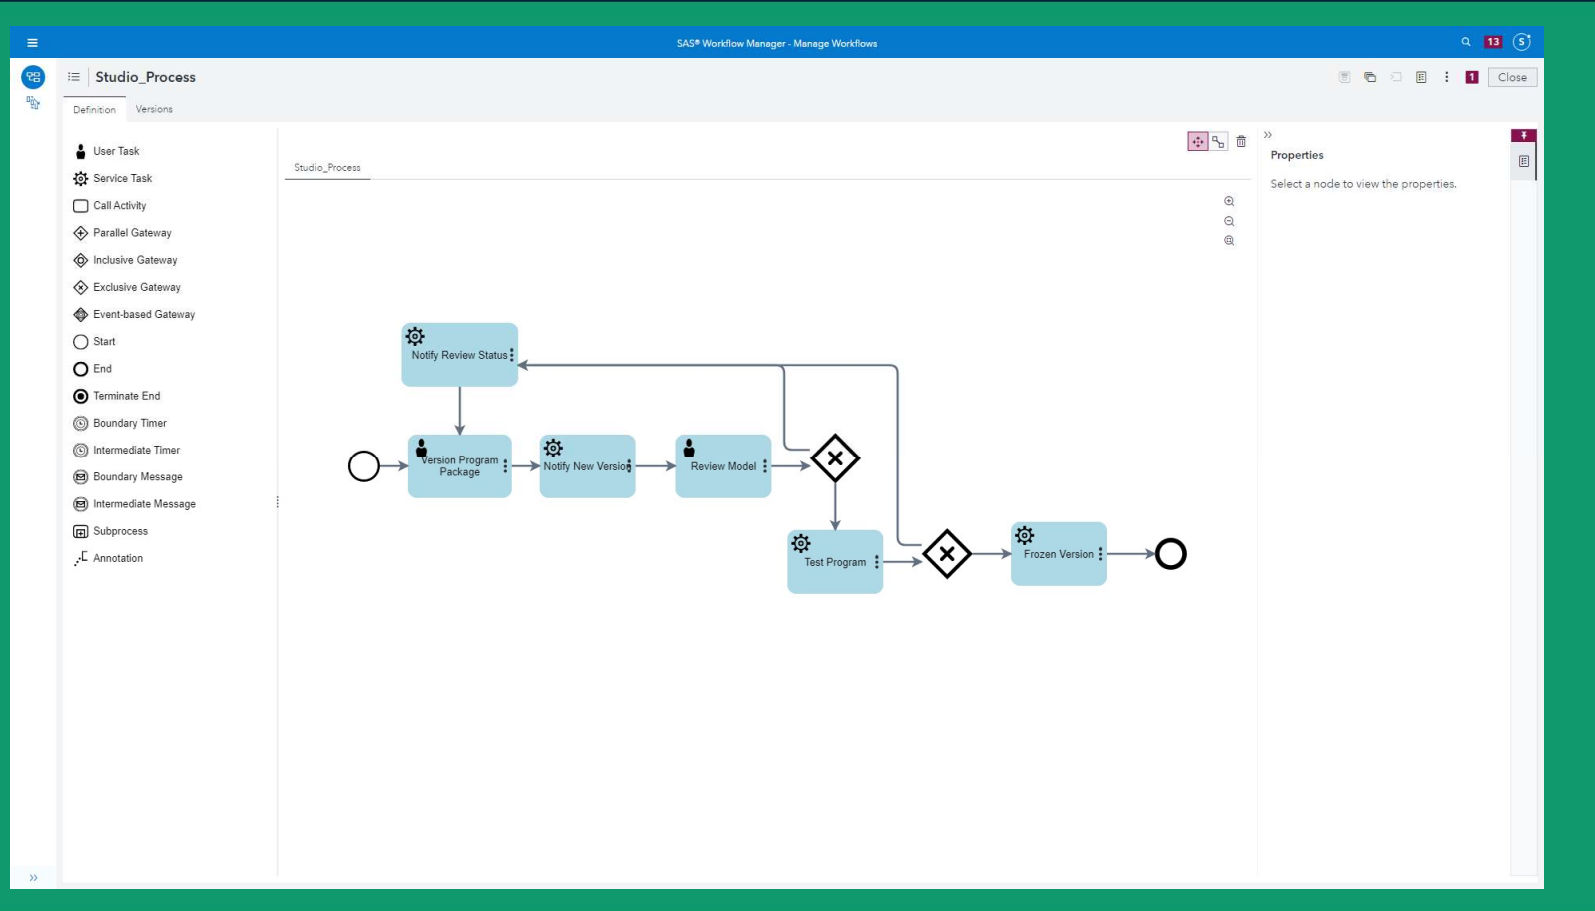 SAS® Workflow Manager - Manage Workflows
13
S
Studio_Process
1
Close
Definition
Versions
User Task
Service Task
Call Activity
Parallel Gateway
Inclusive Gateway
Exclusive Gateway
Event-based Gateway
Start
End
Terminate End
Boundary Timer
Intermediate Timer
Boundary Message
Intermediate Message
Subprocess
Annotation
Studio_Process
Notify Review Status
Version Program
Package
Notify New Version
Review Model
Test Program
Frozen Version
Properties
Select a node to view the properties.